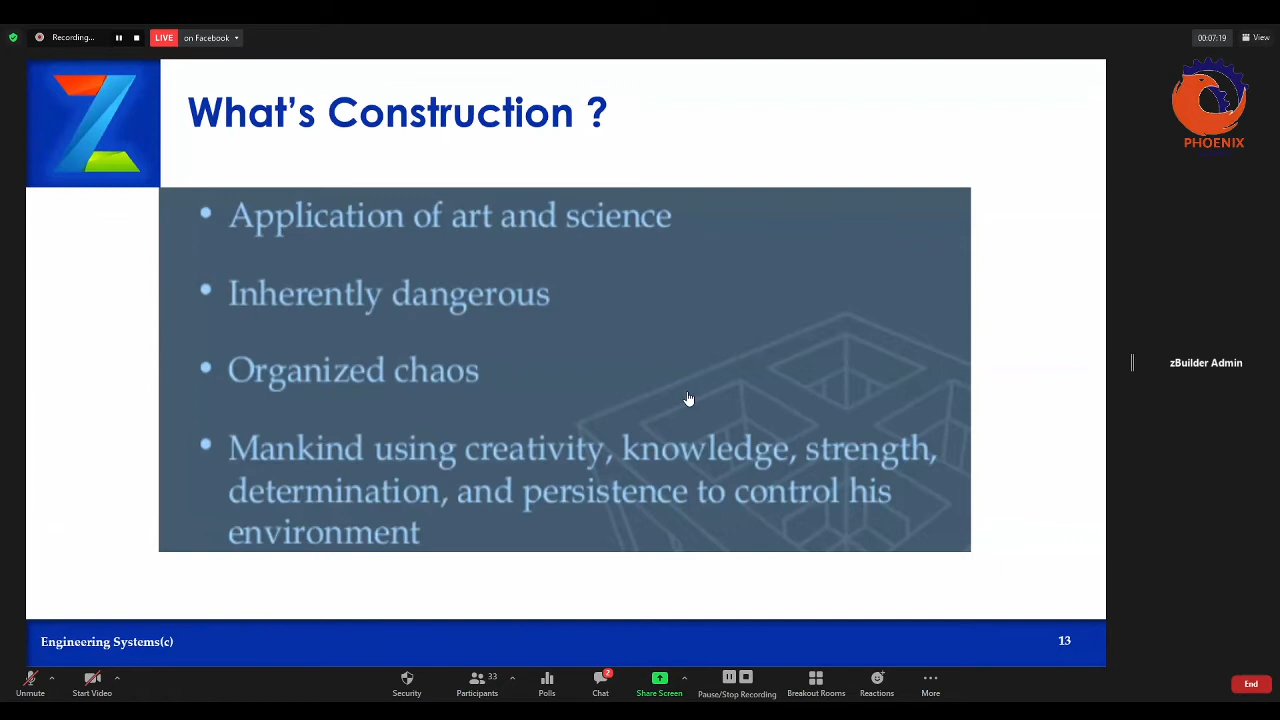 Recording...
LIVE on Facebook
00:07:19 View
PHOENIX
What's Construction ?
• Application of art and science
• Inherently dangerous
• Organized chaos
• Mankind using creativity, knowledge, strength,
determination, and persistence to control his
environment
zBuilder Admin
Engineering Systems(c) 13
Unmute Start Video Security Participants 33 Polls Chat 2 Share Screen Pause/Stop Recording Breakout Rooms Reactions More End